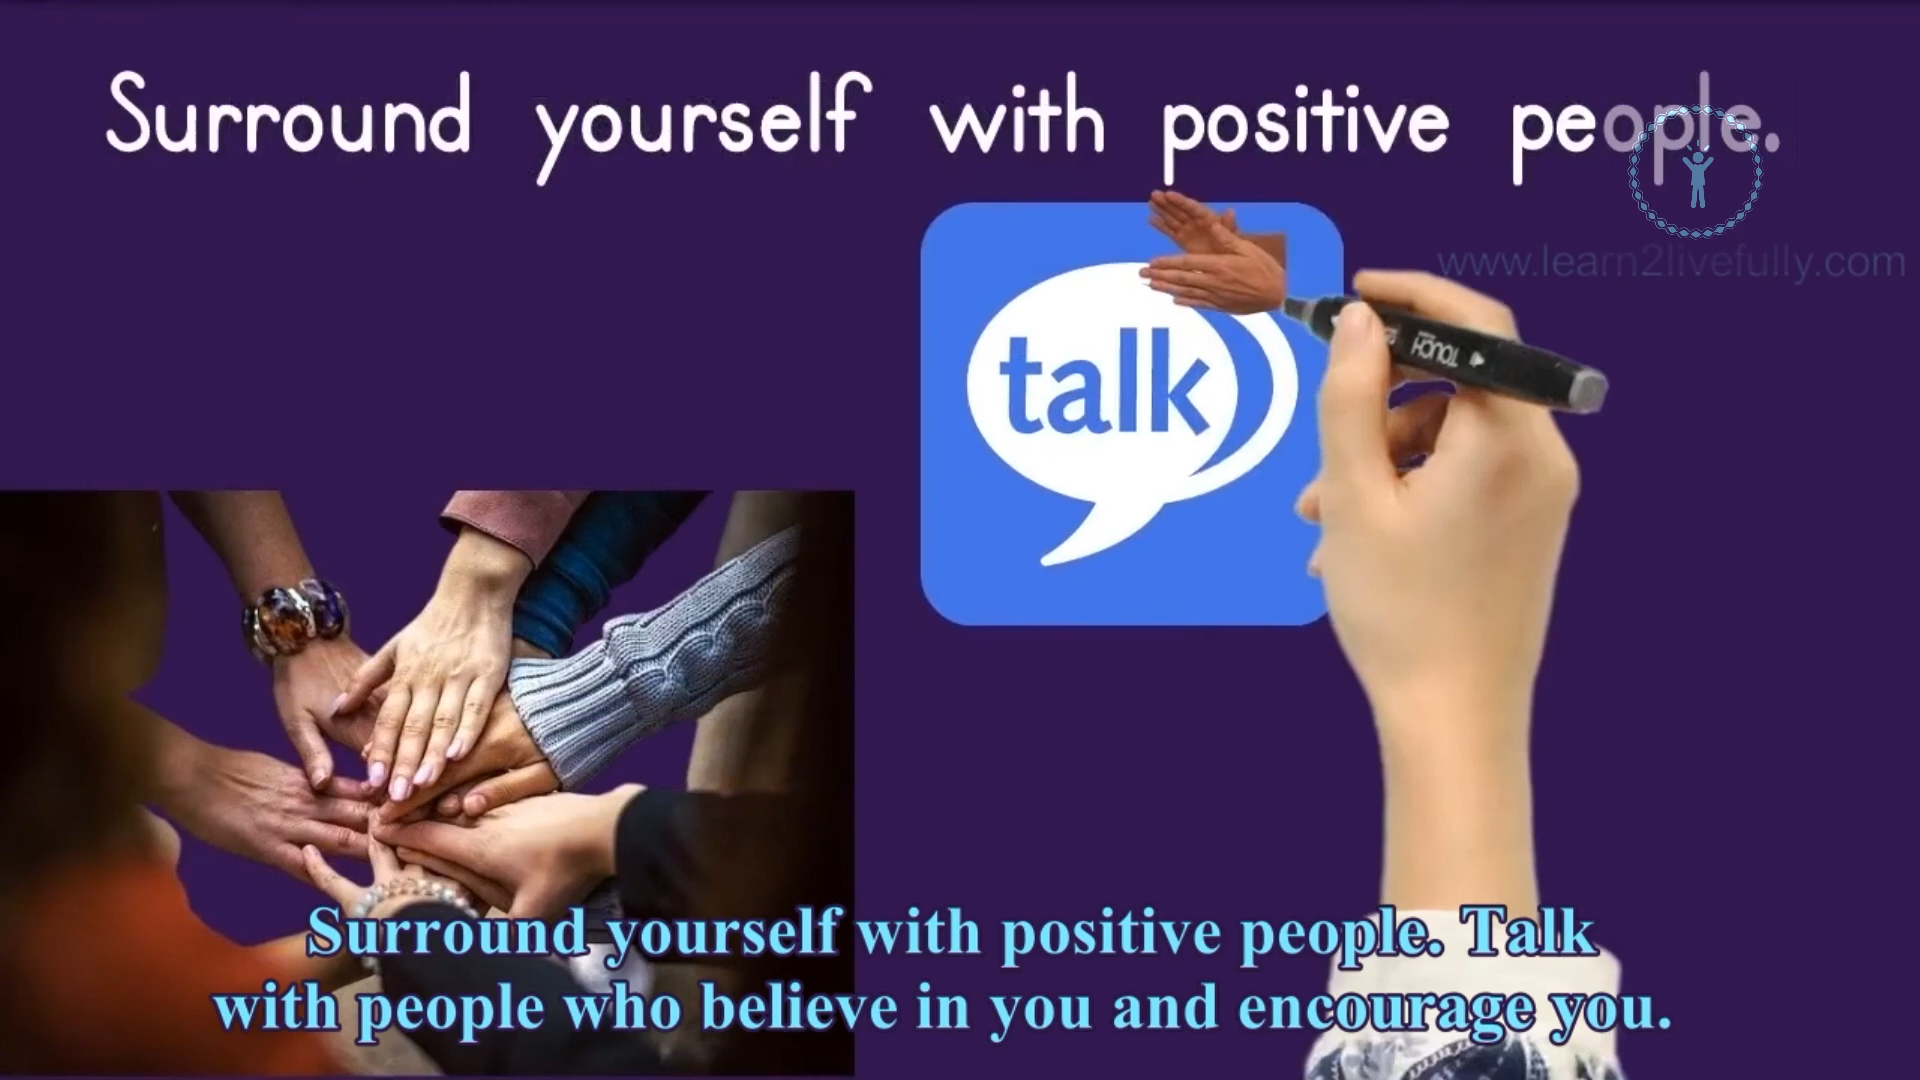 Surround yourself with positive people.
www.learn2livefully.com
talk
TOUCH
Surround yourself with positive people. Talk
with people who believe in you and encourage you.